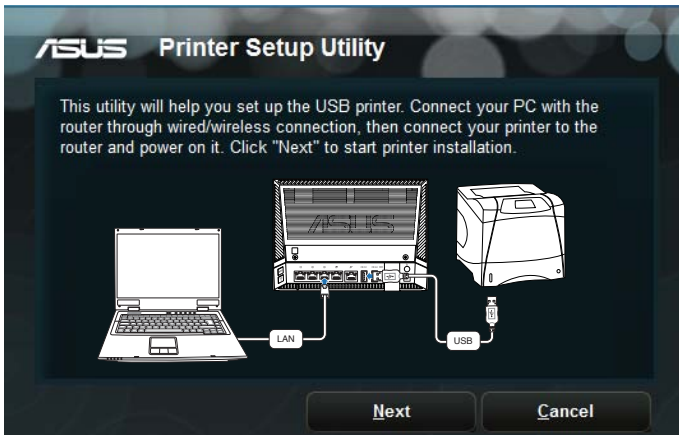 ASUS Printer Setup Utility
This utility will help you set up the USB printer. Connect your PC with the
router through wired/wireless connection, then connect your printer to the
router and power on it. Click "Next" to start printer installation.
ASUS
LAN
USB
Next
Cancel